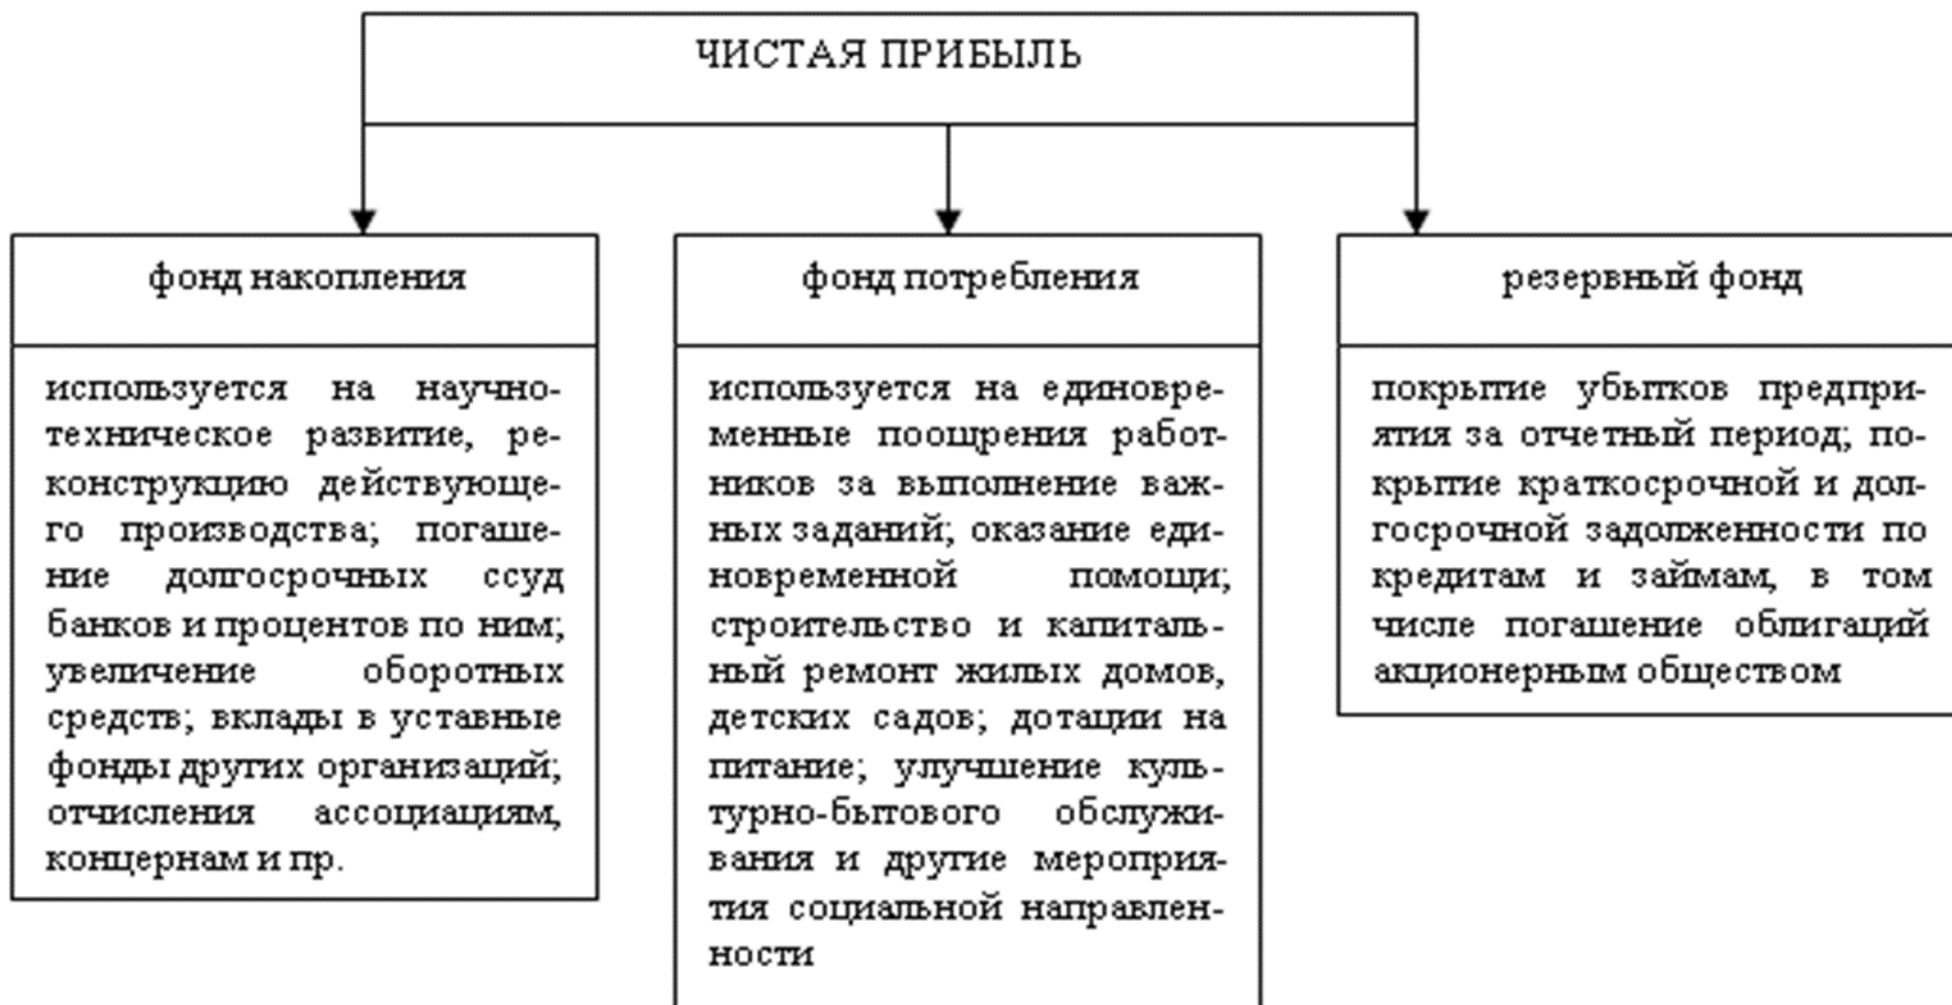 ЧИСТАЯ ПРИБЫЛЬ
фонд накопления
используется на научно-
техническое развитие, ре-
конструкцию действующе-
го производства; погаше-
ние долгосрочных ссуд
банков и процентов по ним;
увеличение оборотных
средств; вклады в уставные
фонды других организаций;
отчисления ассоциациям,
концернам и пр.
фонд потребления
используется на единовре-
менные поощрения работ-
ников за выполнение важ-
ных заданий; оказание еди-
новременной помощи;
строительство и капиталь-
ный ремонт жилых домов,
детских садов; дотации на
питание; улучшение куль-
турно-бытового обслужи-
вания и другие мероприя-
тия социальной направлен-
ности
резервный фонд
покрытие убытков предпри-
ятия за отчетный период; по-
крытие краткосрочной и дол-
госрочной задолженности по
кредитам и займам, в том
числе погашение облигаций
акционерным обществом